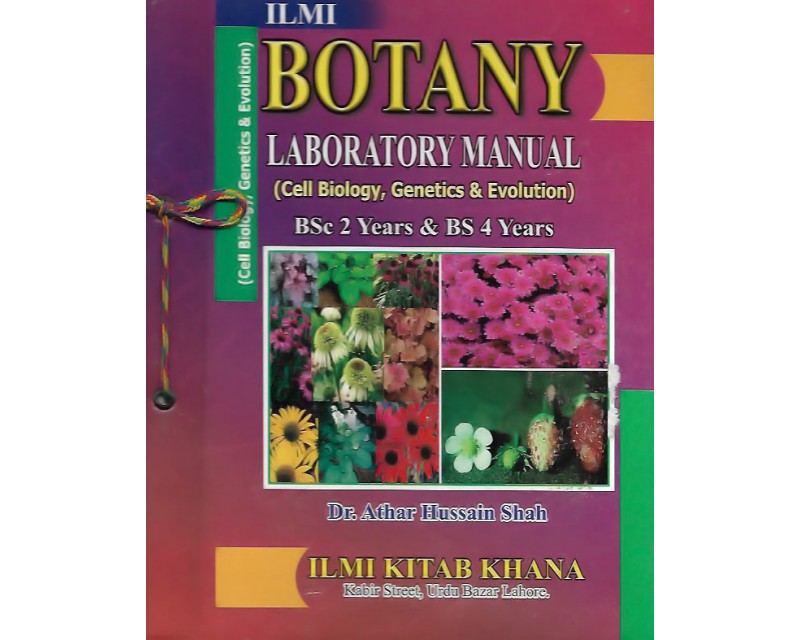 ILMI
BOTANY
LABORATORY MANUAL
(Cell Biology, Genetics & Evolution)
BSc 2 Years & BS 4 Years
(Cell Biology, Genetics & Evolution)
Dr. Athar Hussain Shah
ILMI KITAB KHANA
Kabir Street, Urdu Bazar Lahore.